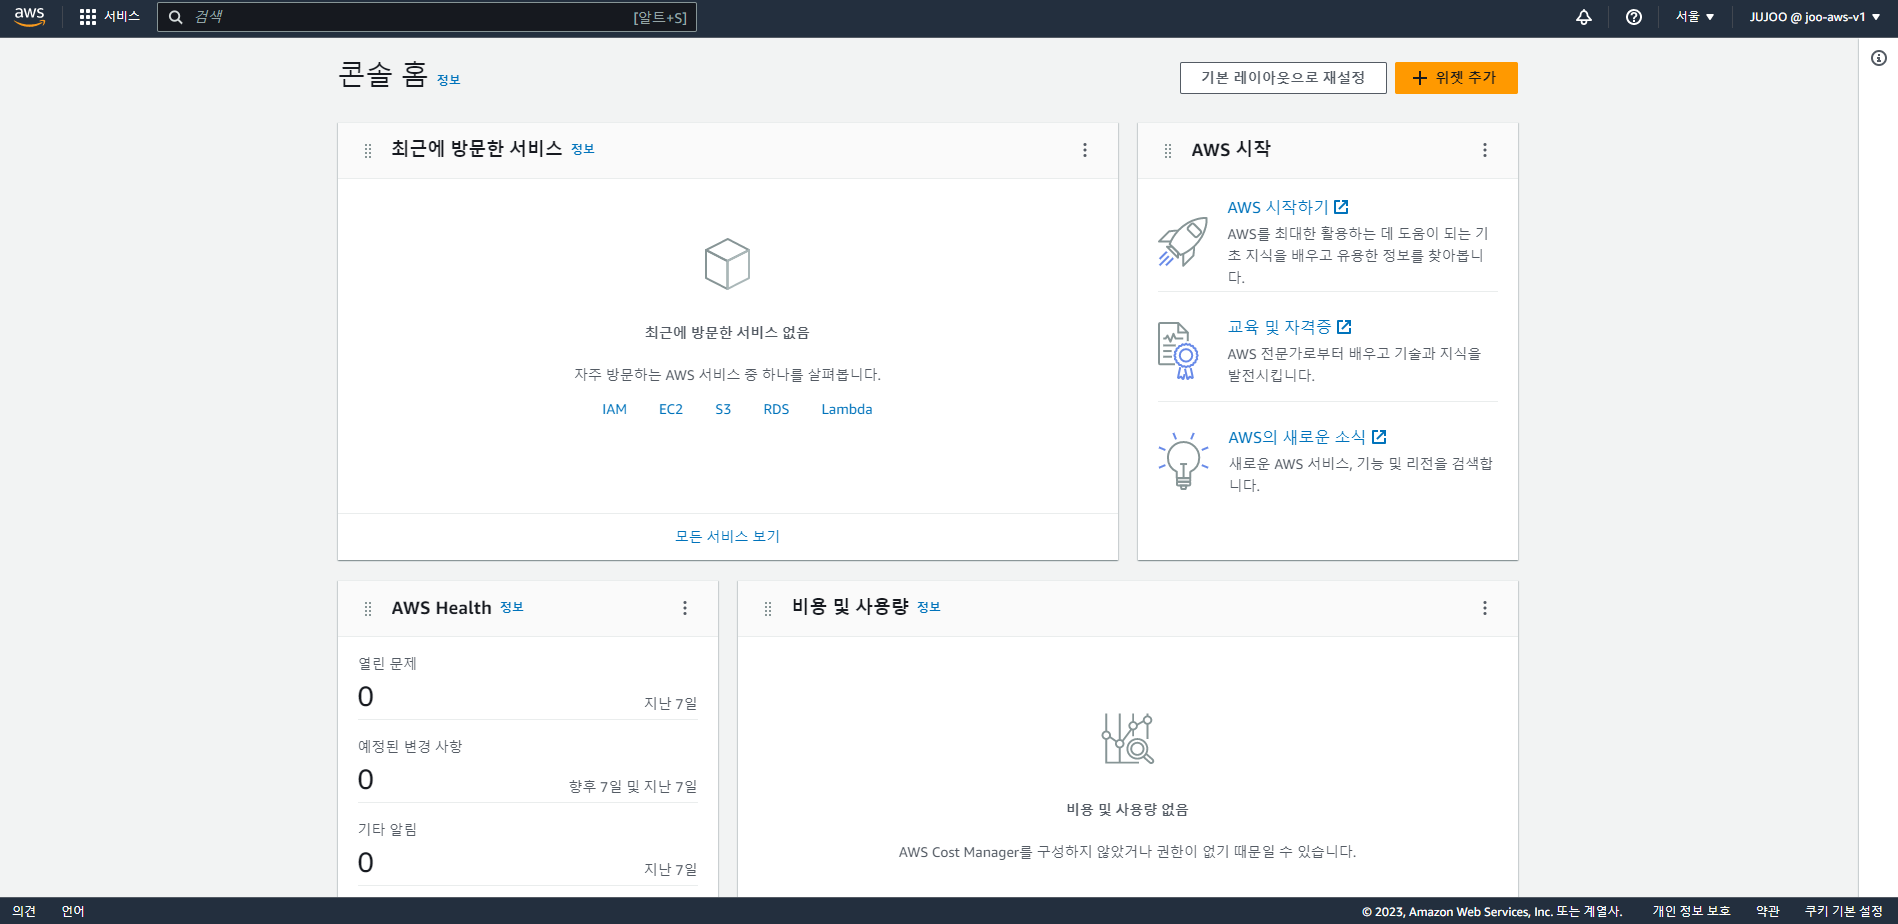 aws
서비스
검색
[알트+S]
서울
JUJOO @ joo-aws-v1
콘솔 홈
정보
기본 레이아웃으로 재설정
위젯 추가
최근에 방문한 서비스
정보
최근에 방문한 서비스 없음
자주 방문하는 AWS 서비스 중 하나를 살펴봅니다.
IAM
EC2
S3
RDS
Lambda
모든 서비스 보기
AWS 시작
AWS 시작하기
AWS를 최대한 활용하는 데 도움이 되는 기
초 지식을 배우고 유용한 정보를 찾아봅니
다.
교육 및 자격증
AWS 전문가로부터 배우고 기술과 지식을
발전시킵니다.
AWS의 새로운 소식
새로운 AWS 서비스, 기능 및 리전을 검색합
니다.
AWS Health
정보
열린 문제
0
지난 7일
예정된 변경 사항
0
향후 7일 및 지난 7일
기타 알림
0
지난 7일
비용 및 사용량
정보
비용 및 사용량 없음
AWS Cost Manager를 구성하지 않았거나 권한이 없기 때문일 수 있습니다.
의견
언어
© 2023, Amazon Web Services, Inc. 또는 계열사.
개인 정보 보호
약관
쿠키 기본 설정